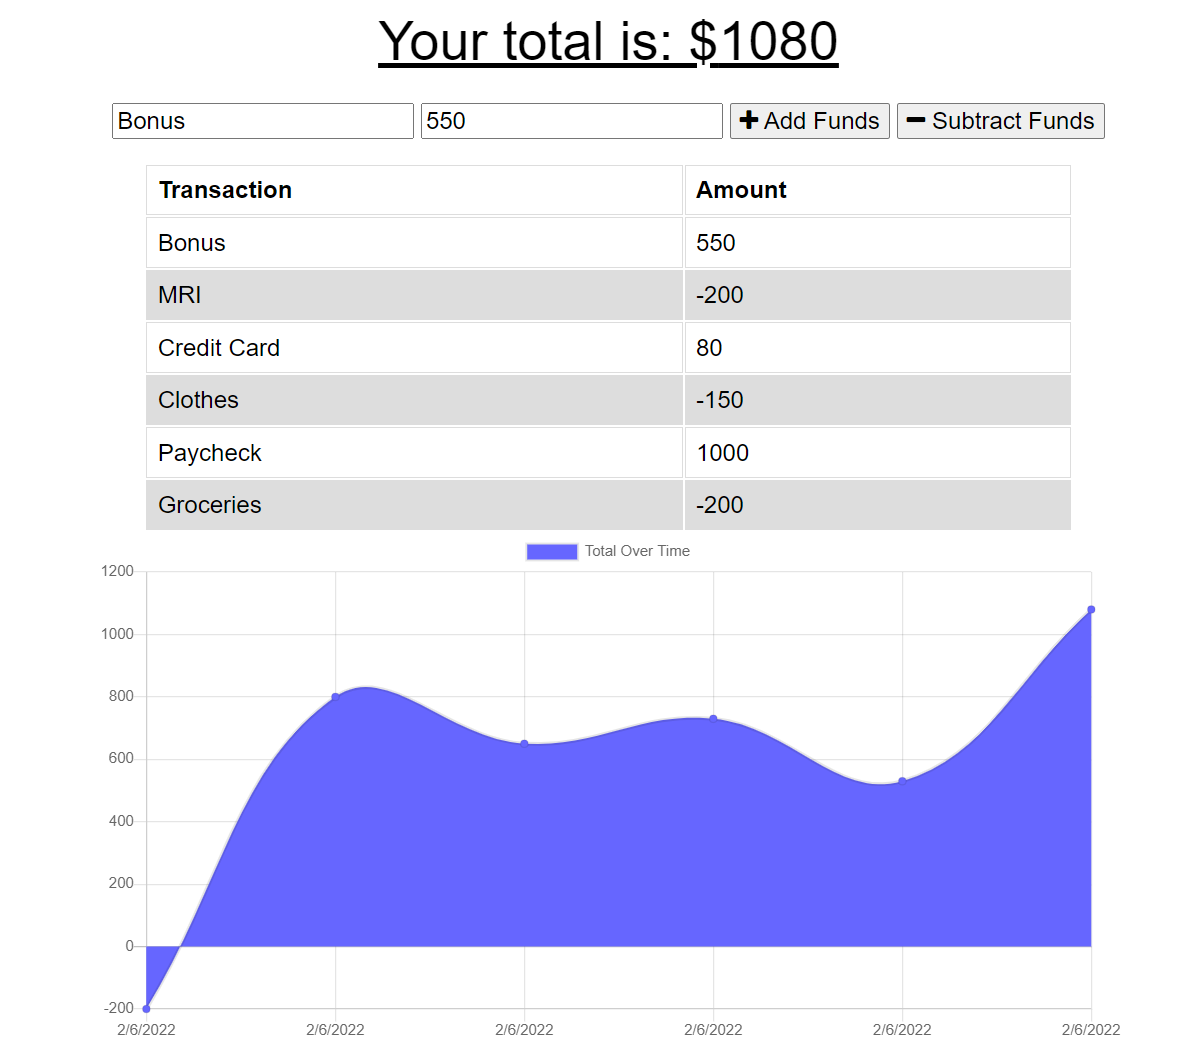 Your total is: $1080
Bonus 550 Add Funds Subtract Funds
Transaction Amount
Bonus 550
MRI -200
Credit Card 80
Clothes -150
Paycheck 1000
Groceries -200
Total Over Time
1200
1000
800
600
400
200
0
-200
2/6/2022 2/6/2022 2/6/2022 2/6/2022 2/6/2022 2/6/2022